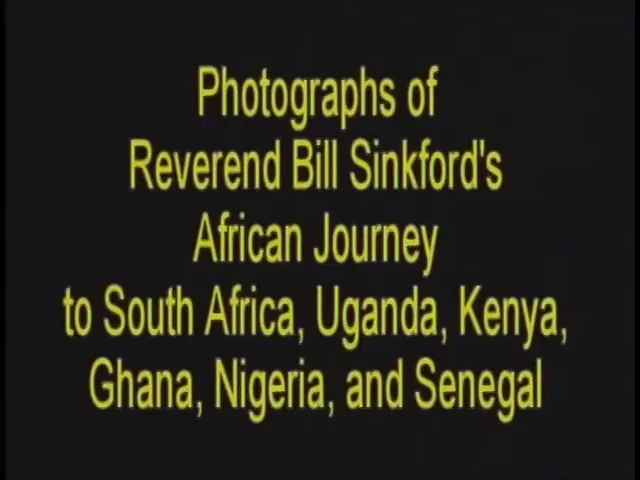 Photographs of
Reverend Bill Sinkford's
African Journey
to South Africa, Uganda, Kenya,
Ghana, Nigeria, and Senegal